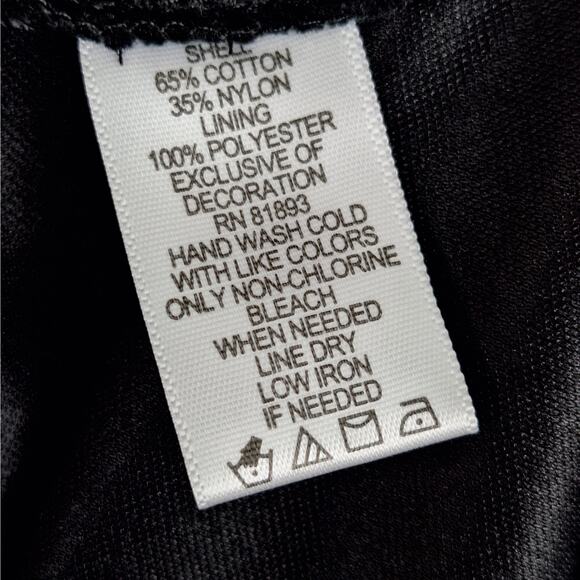 SHELL
65% COTTON
35% NYLON
LINING
100% POLYESTER
EXCLUSIVE OF
DECORATION
RN 81893
HAND WASH COLD
WITH LIKE COLORS
ONLY NON-CHLORINE
BLEACH
WHEN NEEDED
LINE DRY
LOW IRON
IF NEEDED